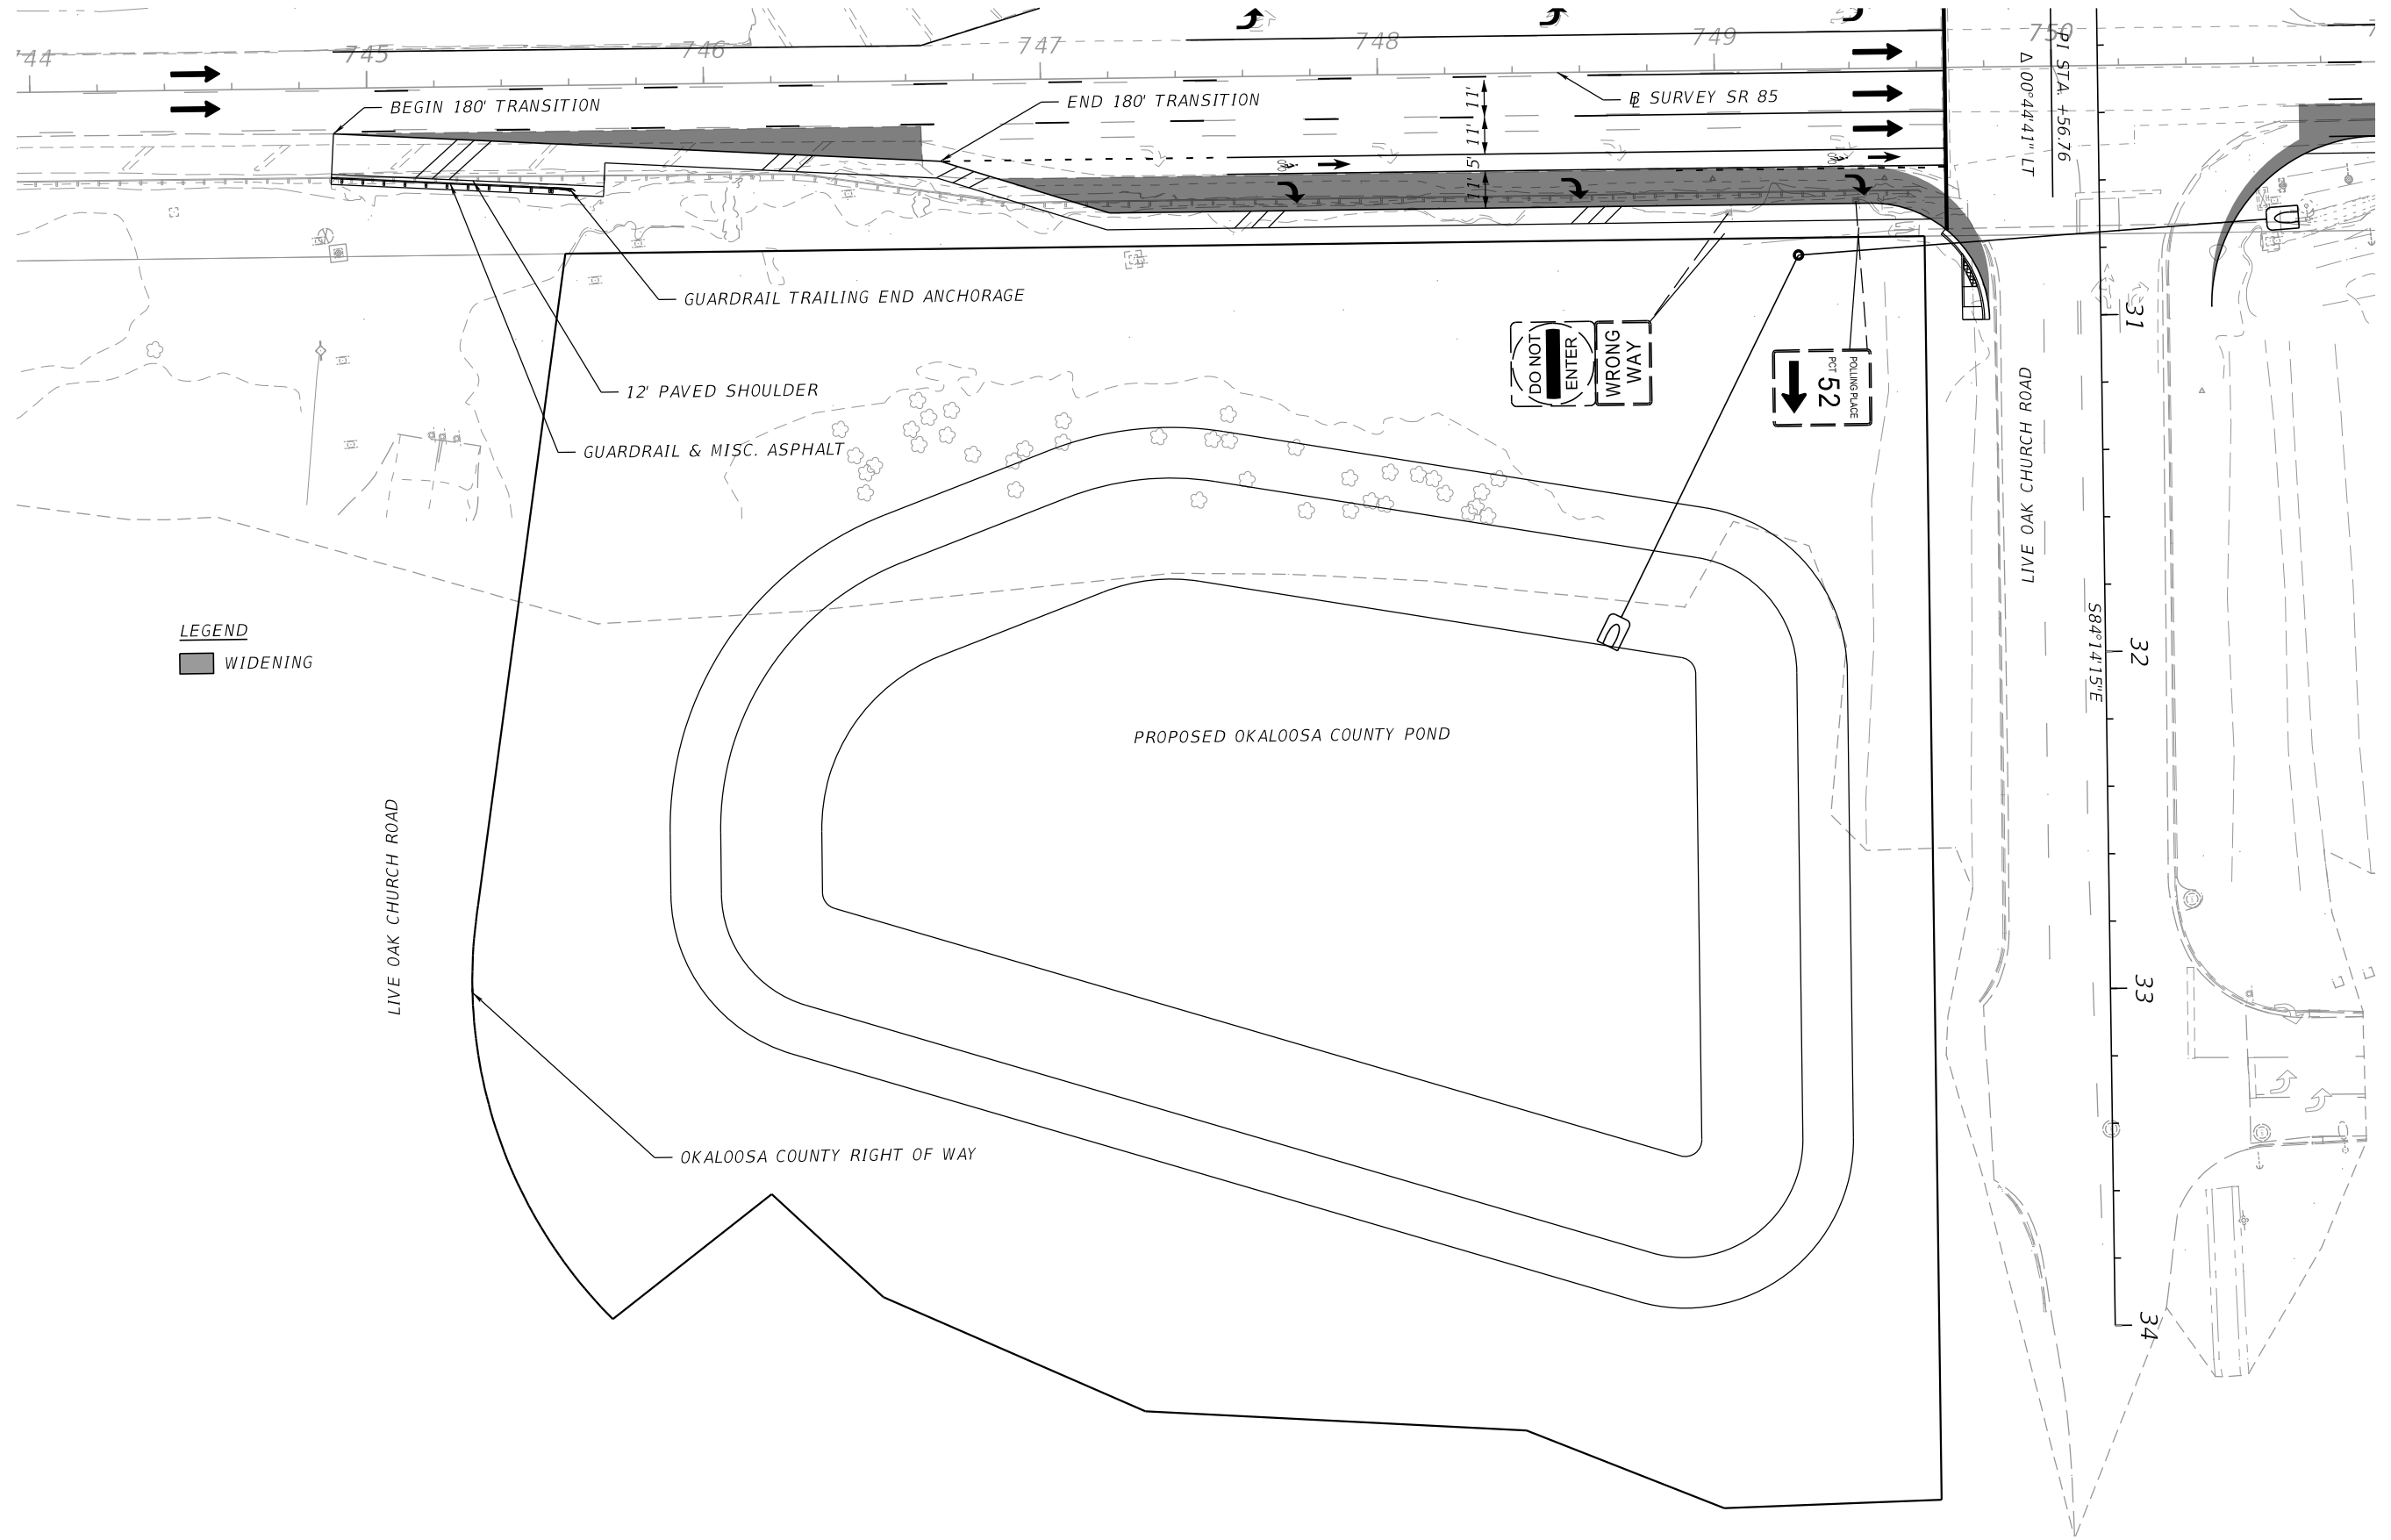 744
745
746
747
748
749
750
BEGIN 180' TRANSITION
END 180' TRANSITION
BL SURVEY SR 85
11'
11'
5'
11'
PI STA. +56.76
Δ 00°44'41" LT
GUARDRAIL TRAILING END ANCHORAGE
12' PAVED SHOULDER
GUARDRAIL & MISC. ASPHALT
DO NOT
ENTER
WRONG
WAY
POLLING PLACE
PCT
52
LIVE OAK CHURCH ROAD
S84°14'15"E
31
32
33
34
LEGEND
WIDENING
PROPOSED OKALOOSA COUNTY POND
LIVE OAK CHURCH ROAD
OKALOOSA COUNTY RIGHT OF WAY